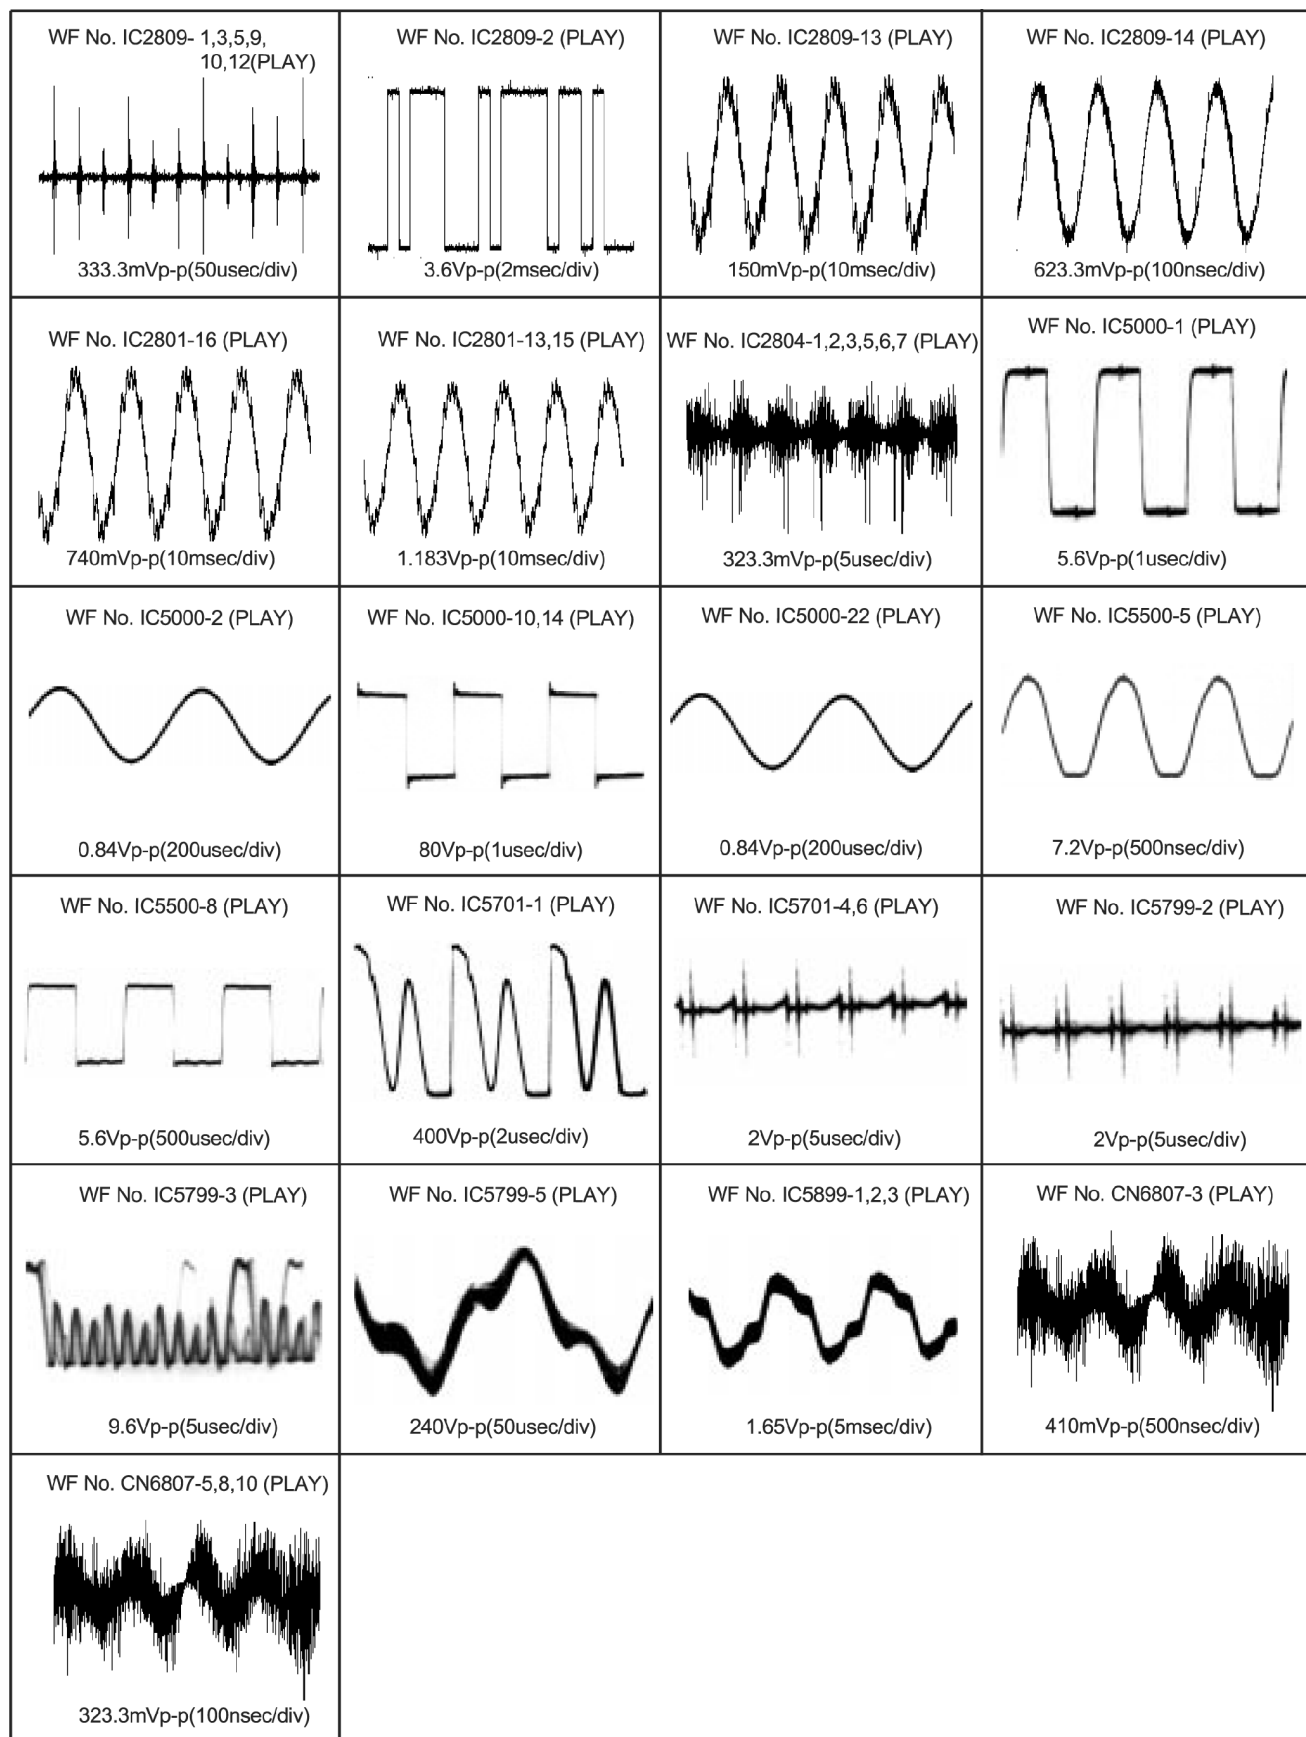 WF No. IC2809- 1,3,5,9,
10,12(PLAY)
333.3mVp-p(50usec/div)
WF No. IC2809-2 (PLAY)
3.6Vp-p(2msec/div)
WF No. IC2809-13 (PLAY)
150mVp-p(10msec/div)
WF No. IC2809-14 (PLAY)
623.3mVp-p(100nsec/div)
WF No. IC2801-16 (PLAY)
740mVp-p(10msec/div)
WF No. IC2801-13,15 (PLAY)
1.183Vp-p(10msec/div)
WF No. IC2804-1,2,3,5,6,7 (PLAY)
323.3mVp-p(5usec/div)
WF No. IC5000-1 (PLAY)
5.6Vp-p(1usec/div)
WF No. IC5000-2 (PLAY)
0.84Vp-p(200usec/div)
WF No. IC5000-10,14 (PLAY)
80Vp-p(1usec/div)
WF No. IC5000-22 (PLAY)
0.84Vp-p(200usec/div)
WF No. IC5500-5 (PLAY)
7.2Vp-p(500nsec/div)
WF No. IC5500-8 (PLAY)
5.6Vp-p(500usec/div)
WF No. IC5701-1 (PLAY)
400Vp-p(2usec/div)
WF No. IC5701-4,6 (PLAY)
2Vp-p(5usec/div)
WF No. IC5799-2 (PLAY)
2Vp-p(5usec/div)
WF No. IC5799-3 (PLAY)
9.6Vp-p(5usec/div)
WF No. IC5799-5 (PLAY)
240Vp-p(50usec/div)
WF No. IC5899-1,2,3 (PLAY)
1.65Vp-p(5msec/div)
WF No. CN6807-3 (PLAY)
410mVp-p(500nsec/div)
WF No. CN6807-5,8,10 (PLAY)
323.3mVp-p(100nsec/div)